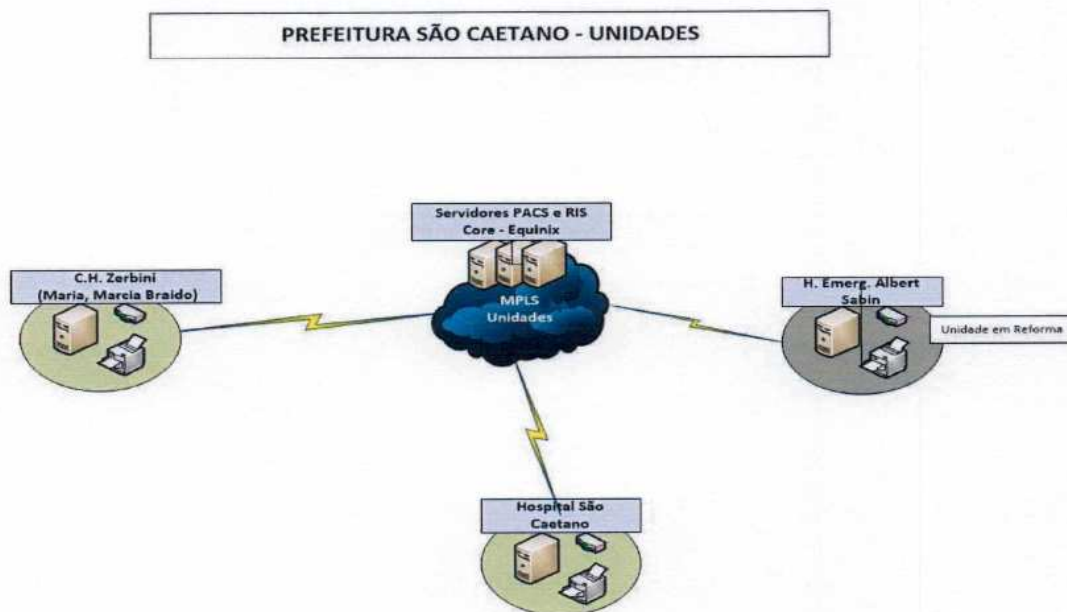 PREFEITURA SÃO CAETANO - UNIDADES
Servidores PACS e RIS
Core - Equinix
MPLS
Unidades
C.H. Zerbini
(Maria, Marcia Braido)
H. Emerg. Albert
Sabin
Unidade em Reforma
Hospital São
Caetano